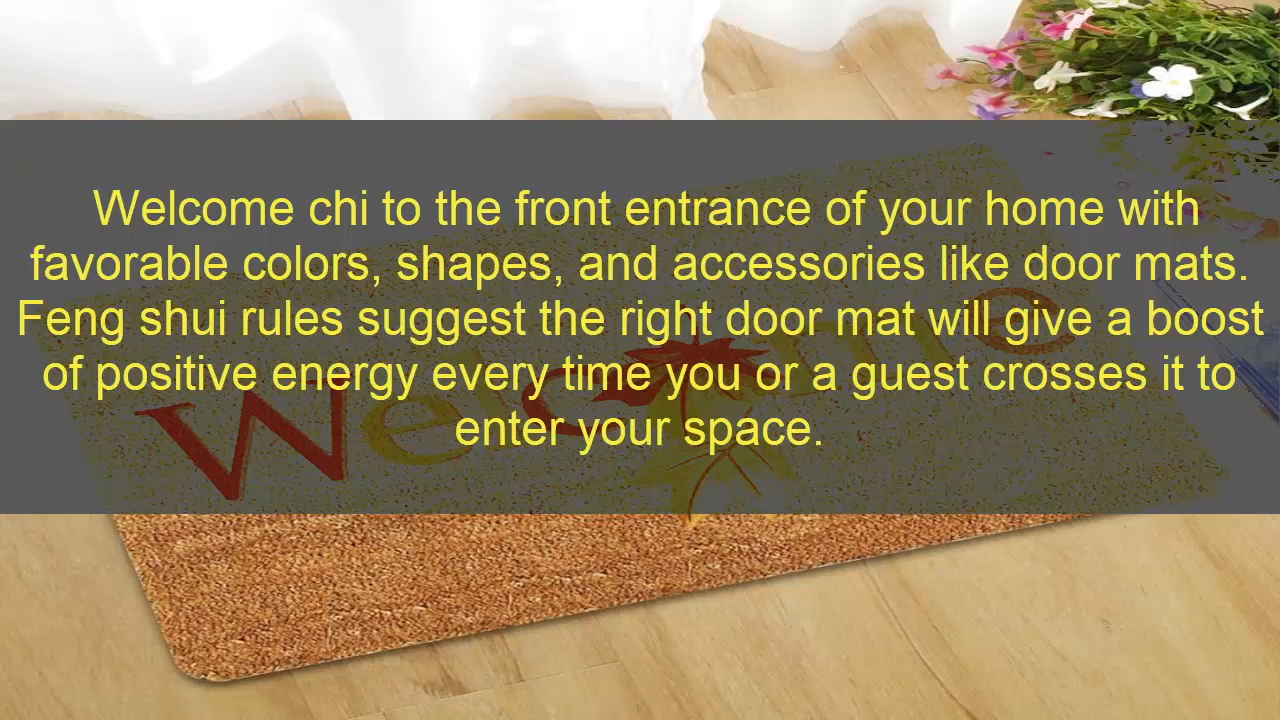 Welcome chi to the front entrance of your home with
favorable colors, shapes, and accessories like door mats.
Feng shui rules suggest the right door mat will give a boost
of positive energy every time you or a guest crosses it to
enter your space.
Welcome